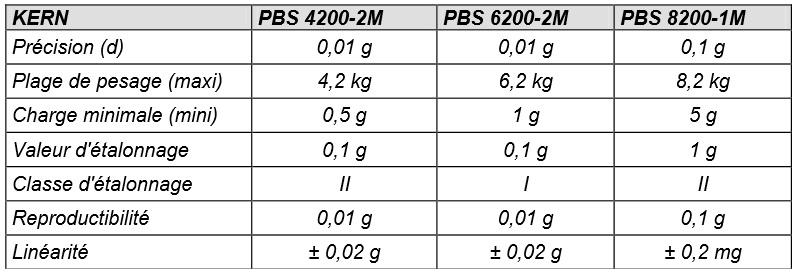 KERN PBS 4200-2M PBS 6200-2M PBS 8200-1M
Précision (d) 0,01 g 0,01 g 0,1 g
Plage de pesage (maxi) 4,2 kg 6,2 kg 8,2 kg
Charge minimale (mini) 0,5 g 1 g 5 g
Valeur d'étalonnage 0,1 g 0,1 g 1 g
Classe d'étalonnage II I II
Reproductibilité 0,01 g 0,01 g 0,1 g
Linéarité ± 0,02 g ± 0,02 g ± 0,2 mg